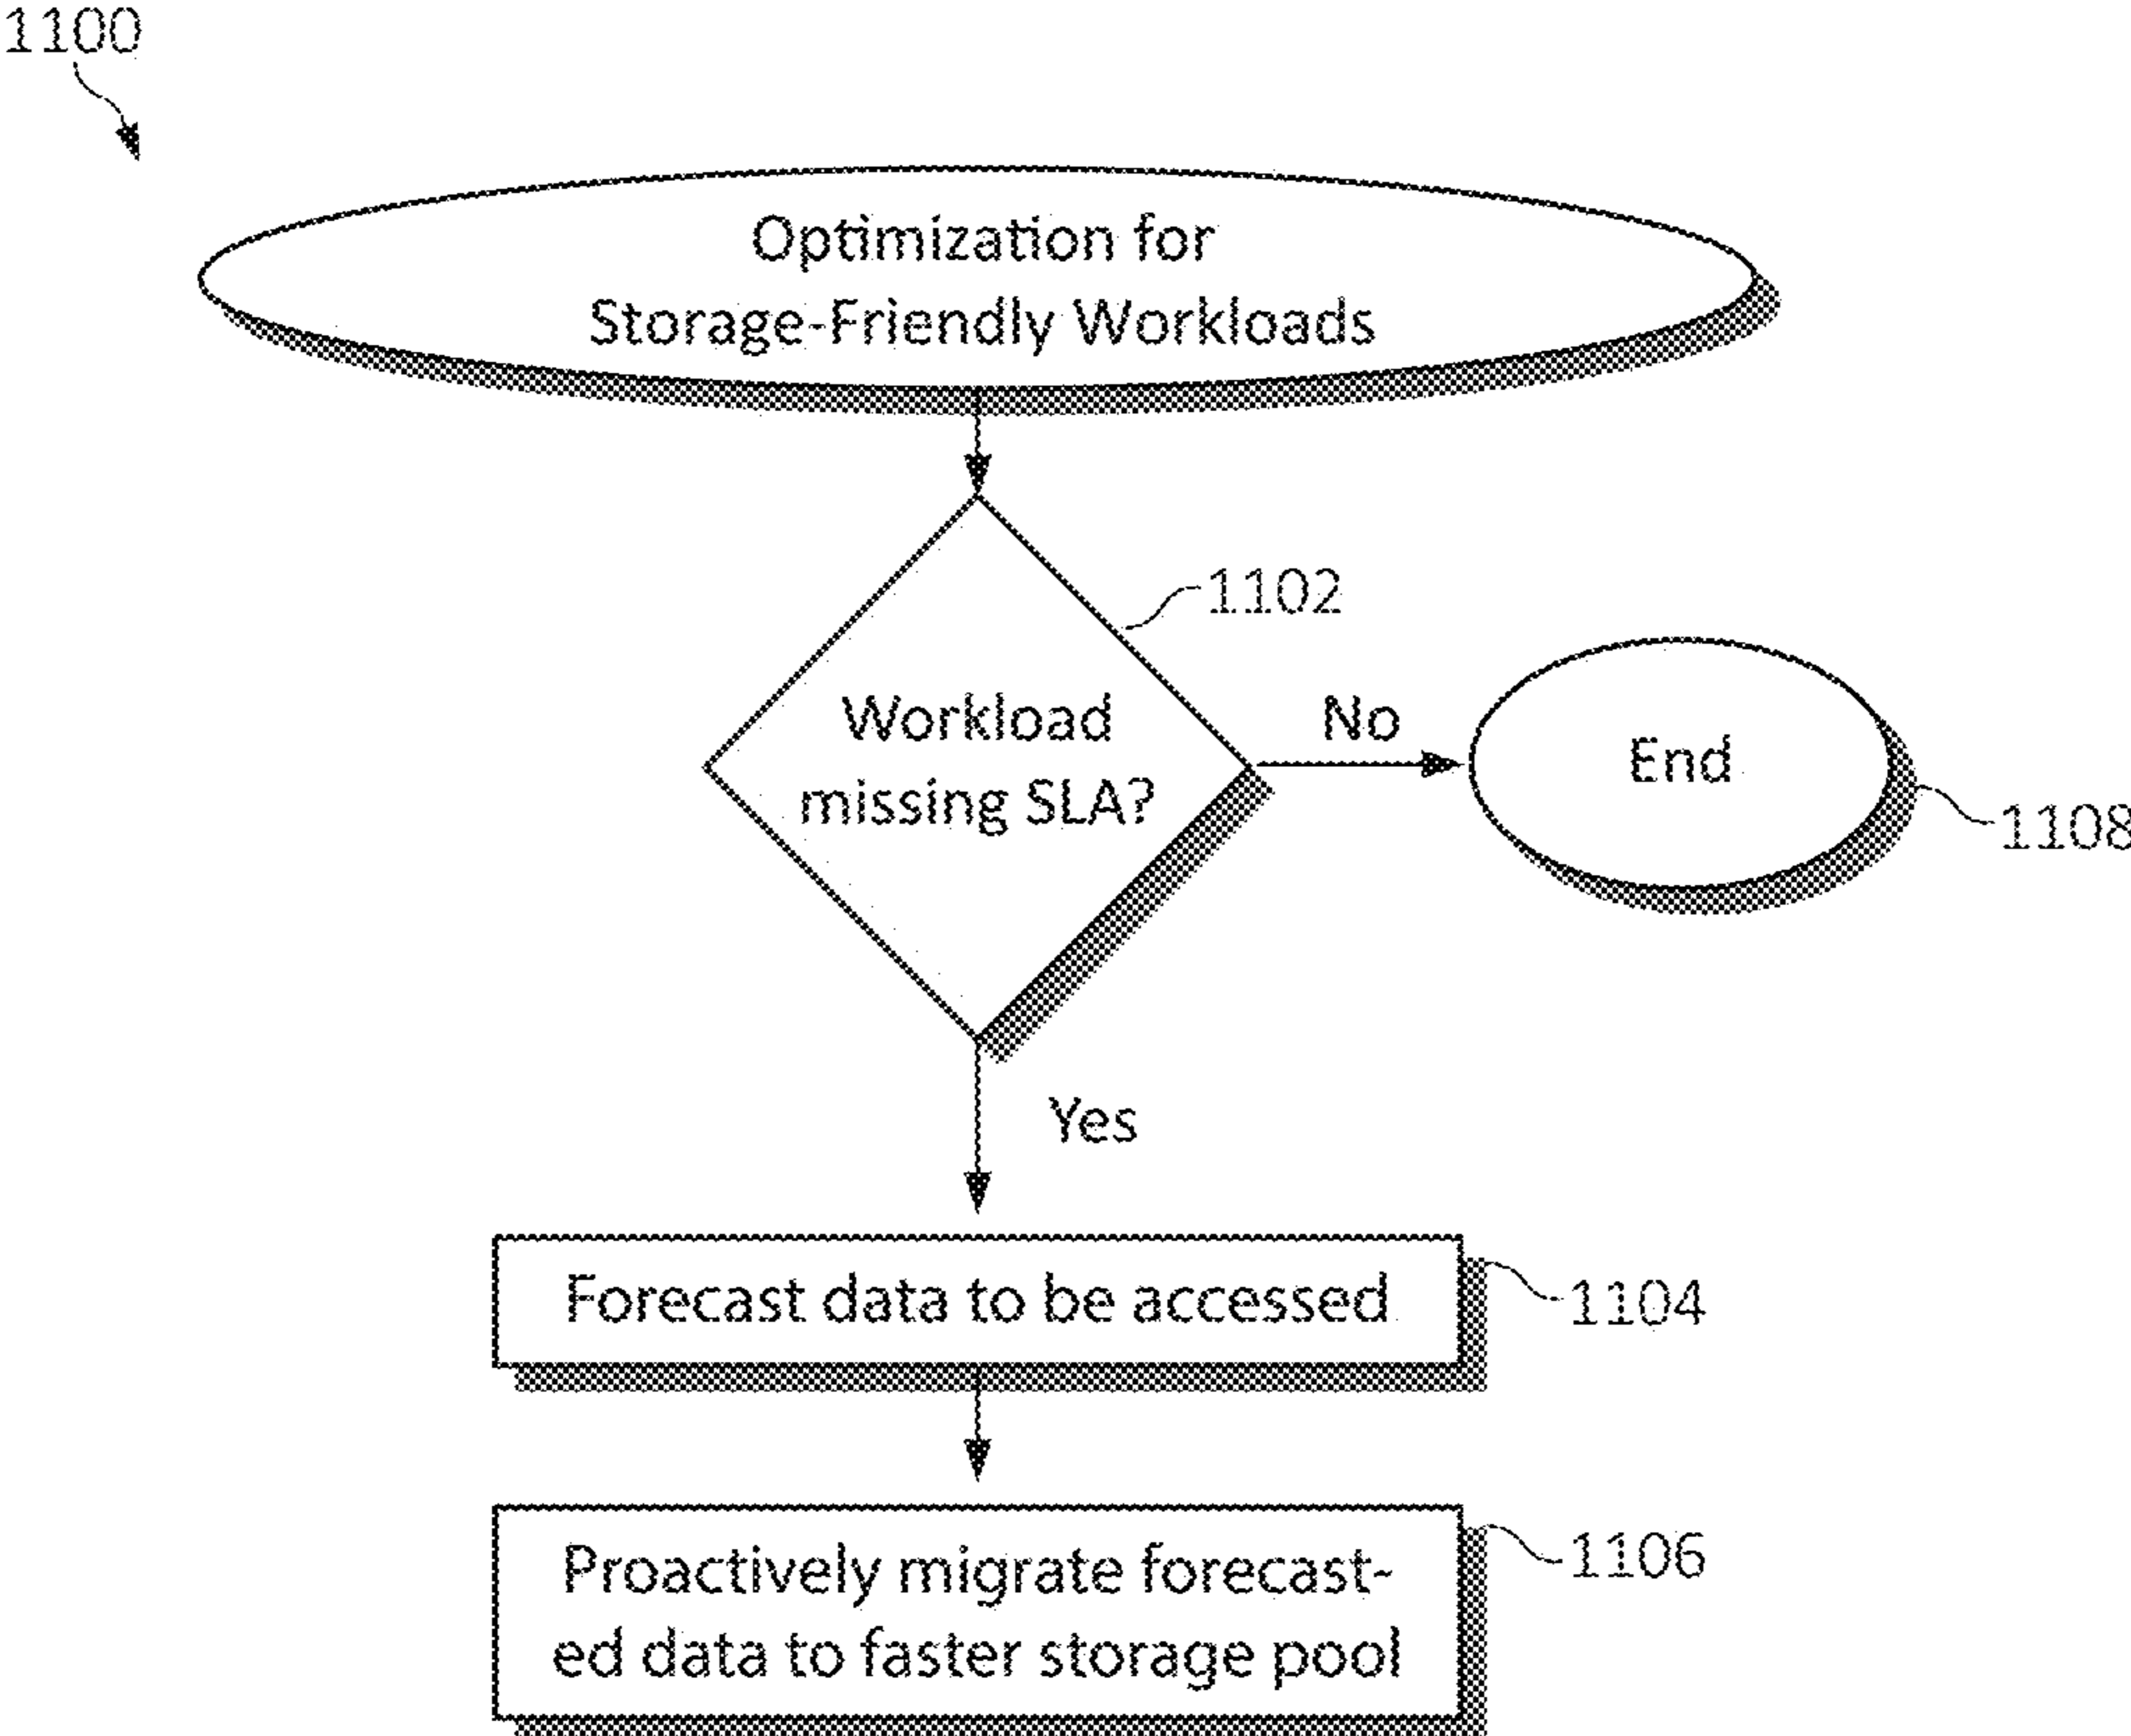 1100
Optimization for
Storage-Friendly Workloads
1102
Workload
missing SLA?
No
End
1108
Yes
Forecast data to be accessed
1104
Proactively migrate forecast-
ed data to faster storage pool
1106